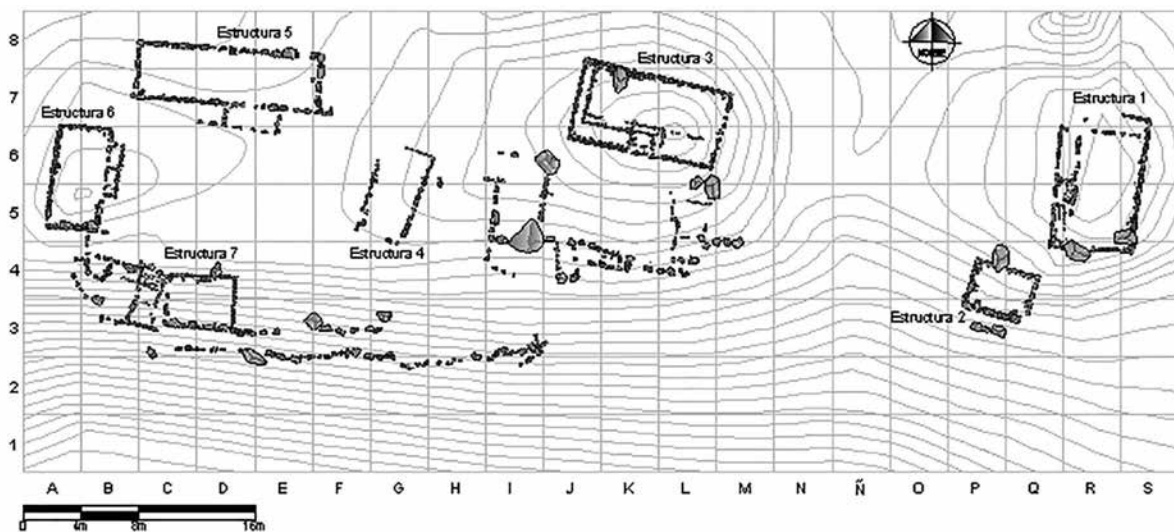 8
7
6
5
4
3
2
1
Estructura 5
Estructura 3
Estructura 1
Estructura 6
Estructura 4
Estructura 7
Estructura 2
NORTE
A B C D E F G H I J K L M N Ñ O P Q R S
0 4m 8m 16m